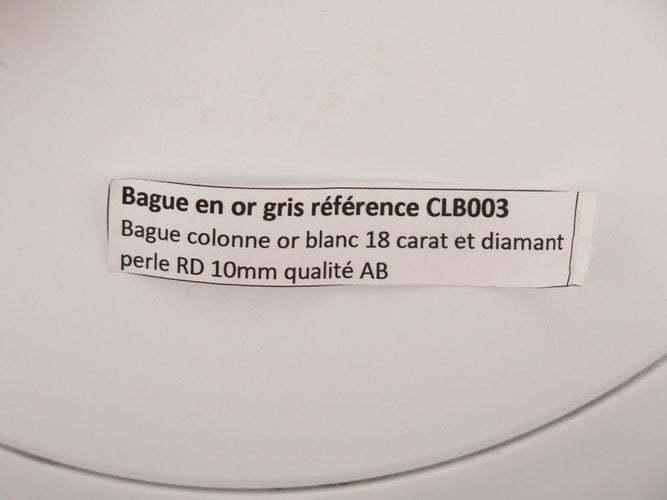 Bague en or gris référence CLB003
Bague colonne or blanc 18 carat et diamant
perle RD 10mm qualité AB